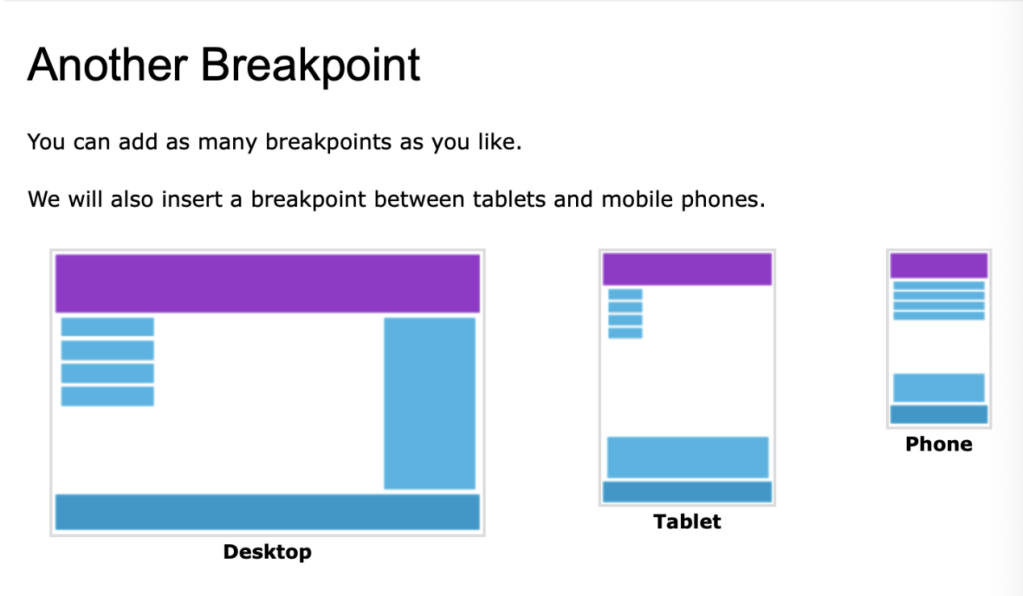 Another Breakpoint
You can add as many breakpoints as you like.
We will also insert a breakpoint between tablets and mobile phones.
Phone
Tablet
Desktop